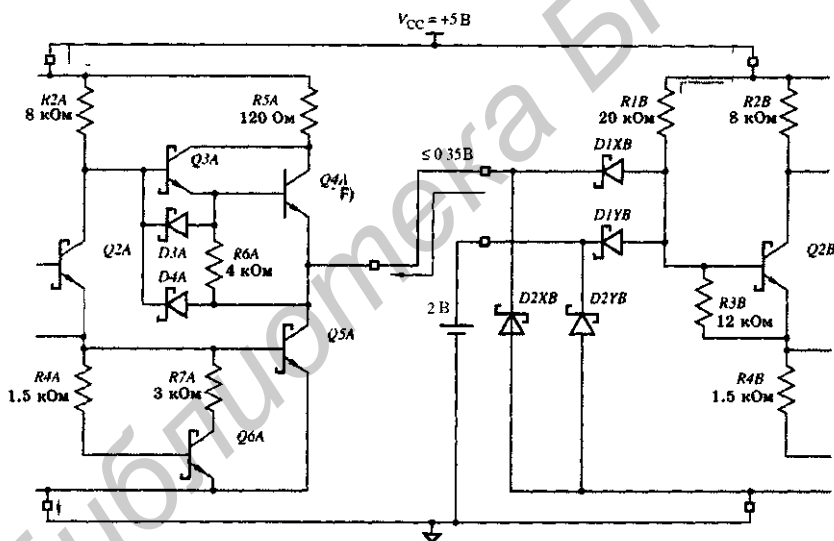 V_CC = +5 В
R2A
8 кОм
R5A
120 Ом
R1B
20 кОм
R2B
8 кОм
Q3A
Q4A
≤ 0.35 В
D1XB
D1YB
Q2A
D3A
R6A
4 кОм
D4A
Q2B
R3B
12 кОм
2 В
D2XB
D2YB
Q5A
R4A
1.5 кОм
R7A
3 кОм
Q6A
R4B
1.5 кОм
Библиотека